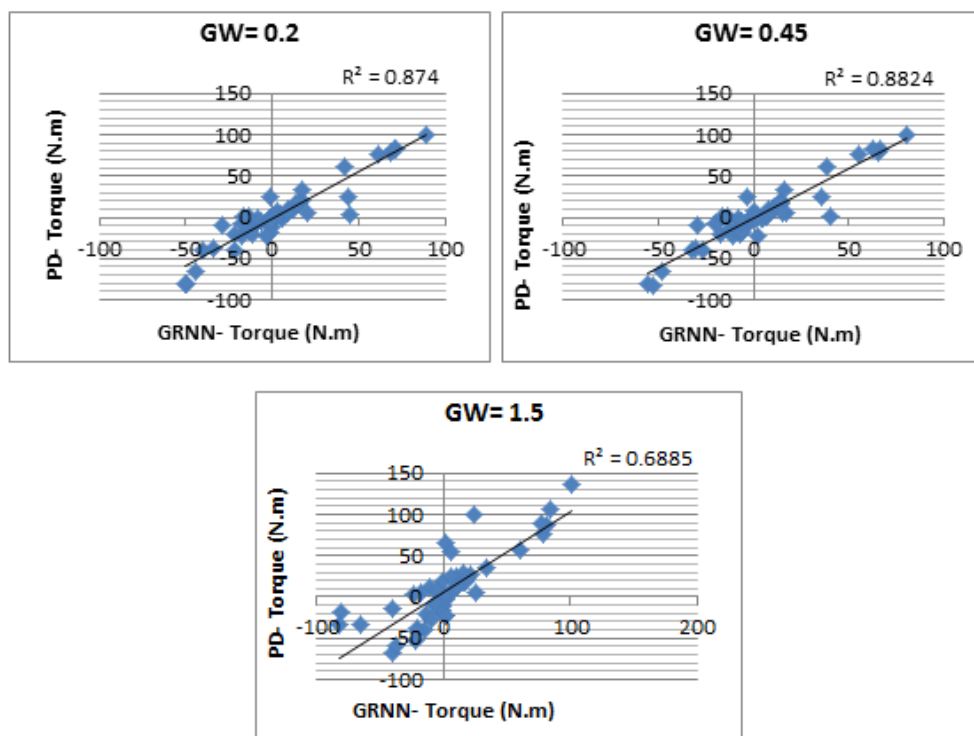 GW= 0.2
R² = 0.874
150
100
50
0
-50
-100
-100 -50 0 50 100
PD- Torque (N.m)
GRNN- Torque (N.m)
GW= 0.45
R² = 0.8824
150
100
50
0
-50
-100
-100 -50 0 50 100
PD- Torque (N.m)
GRNN- Torque (N.m)
GW= 1.5
R² = 0.6885
150
100
50
0
-50
-100
-100 0 100 200
PD- Torque (N.m)
GRNN- Torque (N.m)